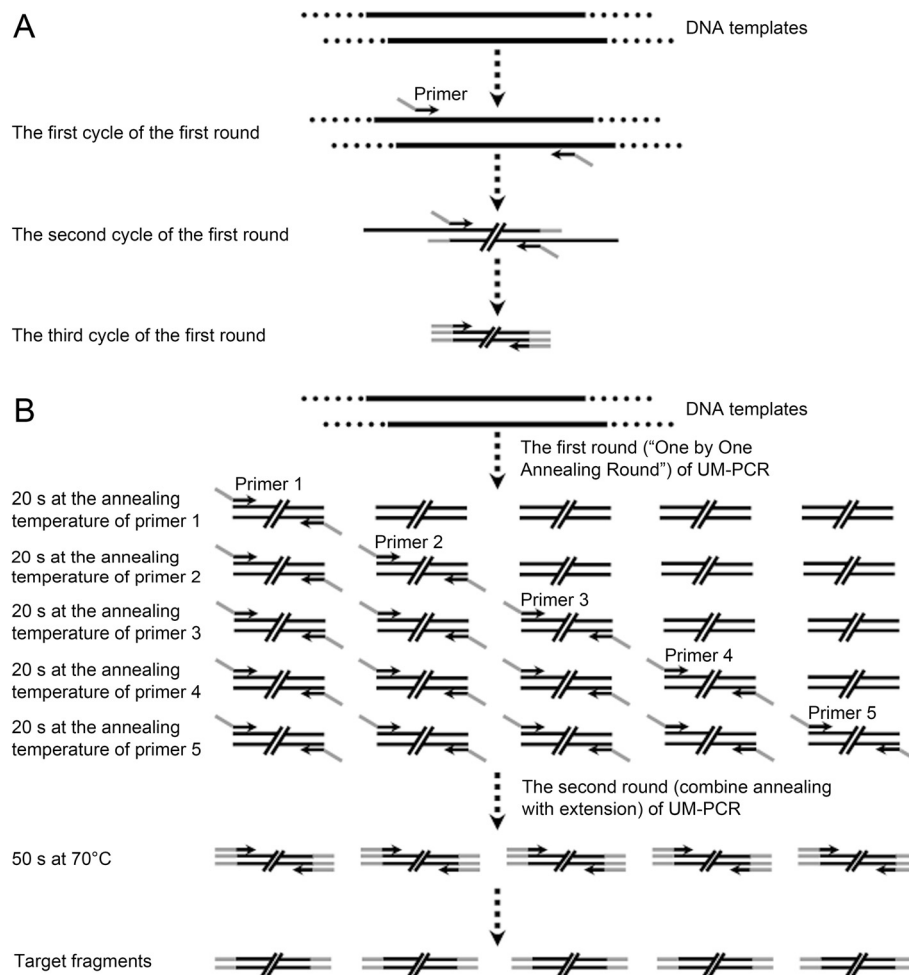 A
DNA templates
Primer
The first cycle of the first round
The second cycle of the first round
The third cycle of the first round
B
DNA templates
The first round (“One by One
Annealing Round”) of UM-PCR
Primer 1
20 s at the annealing
temperature of primer 1
Primer 2
20 s at the annealing
temperature of primer 2
Primer 3
20 s at the annealing
temperature of primer 3
Primer 4
20 s at the annealing
temperature of primer 4
Primer 5
20 s at the annealing
temperature of primer 5
The second round (combine annealing
with extension) of UM-PCR
50 s at 70°C
Target fragments